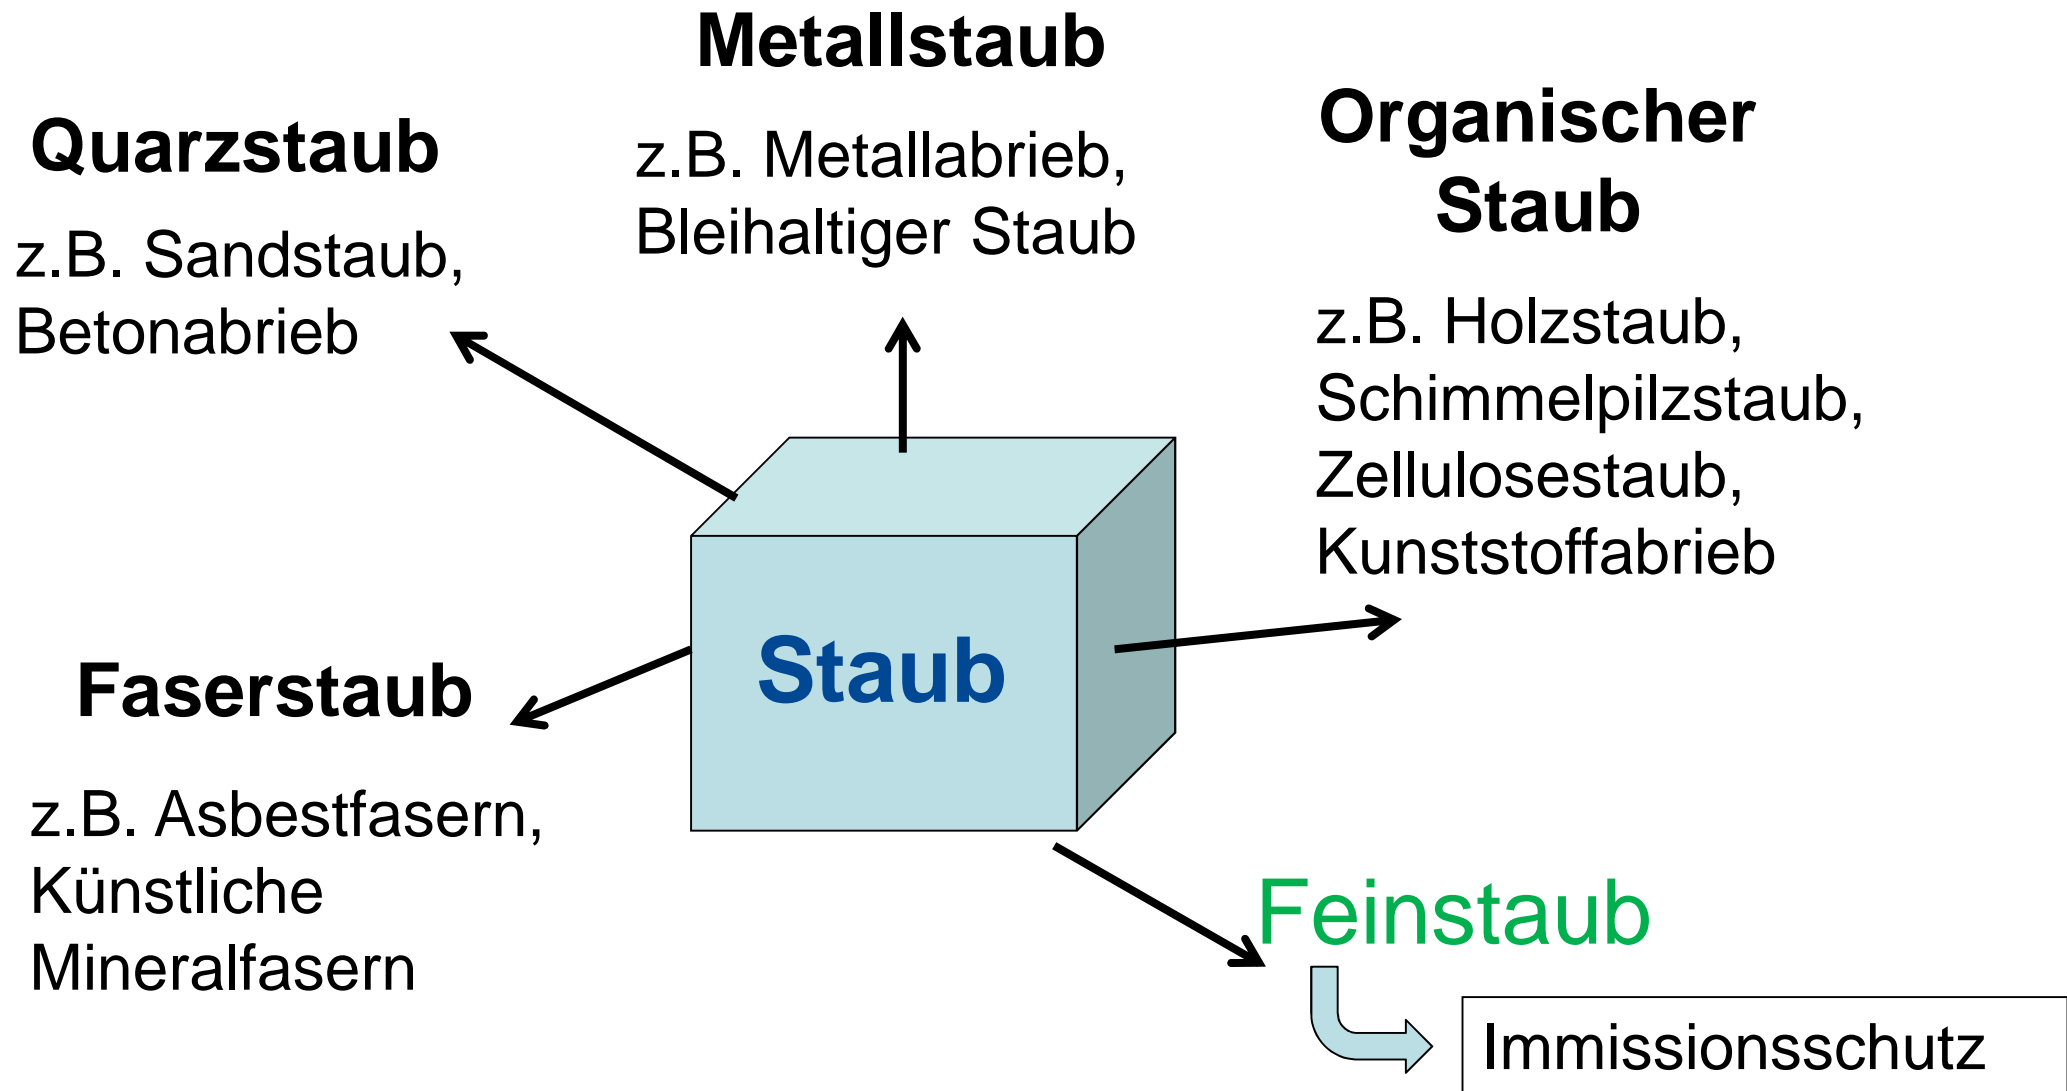 Metallstaub
z.B. Metallabrieb,
Bleihaltiger Staub
Quarzstaub
z.B. Sandstaub,
Betonabrieb
Organischer
Staub
z.B. Holzstaub,
Schimmelpilzstaub,
Zellulosestaub,
Kunststoffabrieb
Staub
Faserstaub
z.B. Asbestfasern,
Künstliche
Mineralfasern
Feinstaub
Immissionsschutz